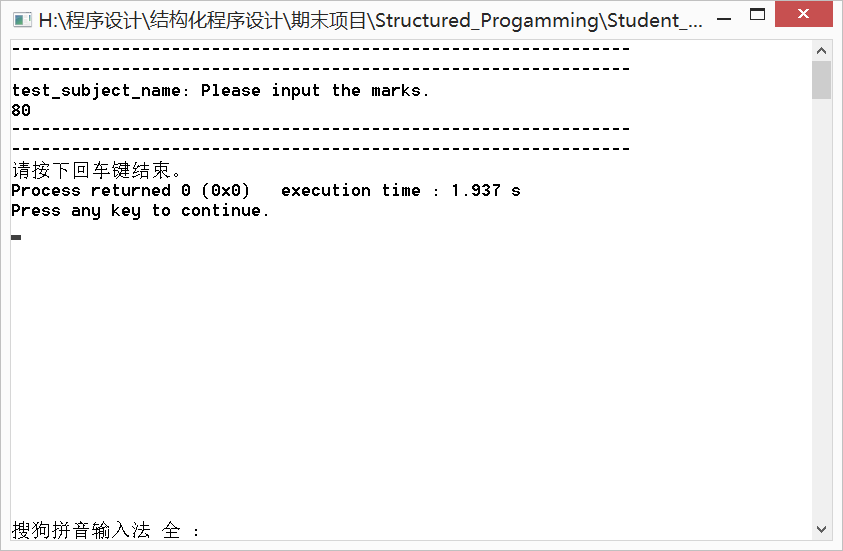 H:\程序设计\结构化程序设计\期末项目\Structured_Progamming\Student_...
--------------------------------------------------------------
--------------------------------------------------------------
test_subject_name: Please input the marks.
80
--------------------------------------------------------------
--------------------------------------------------------------
请按下回车键结束。
Process returned 0 (0x0)   execution time : 1.937 s
Press any key to continue.
搜狗拼音输入法 全 :